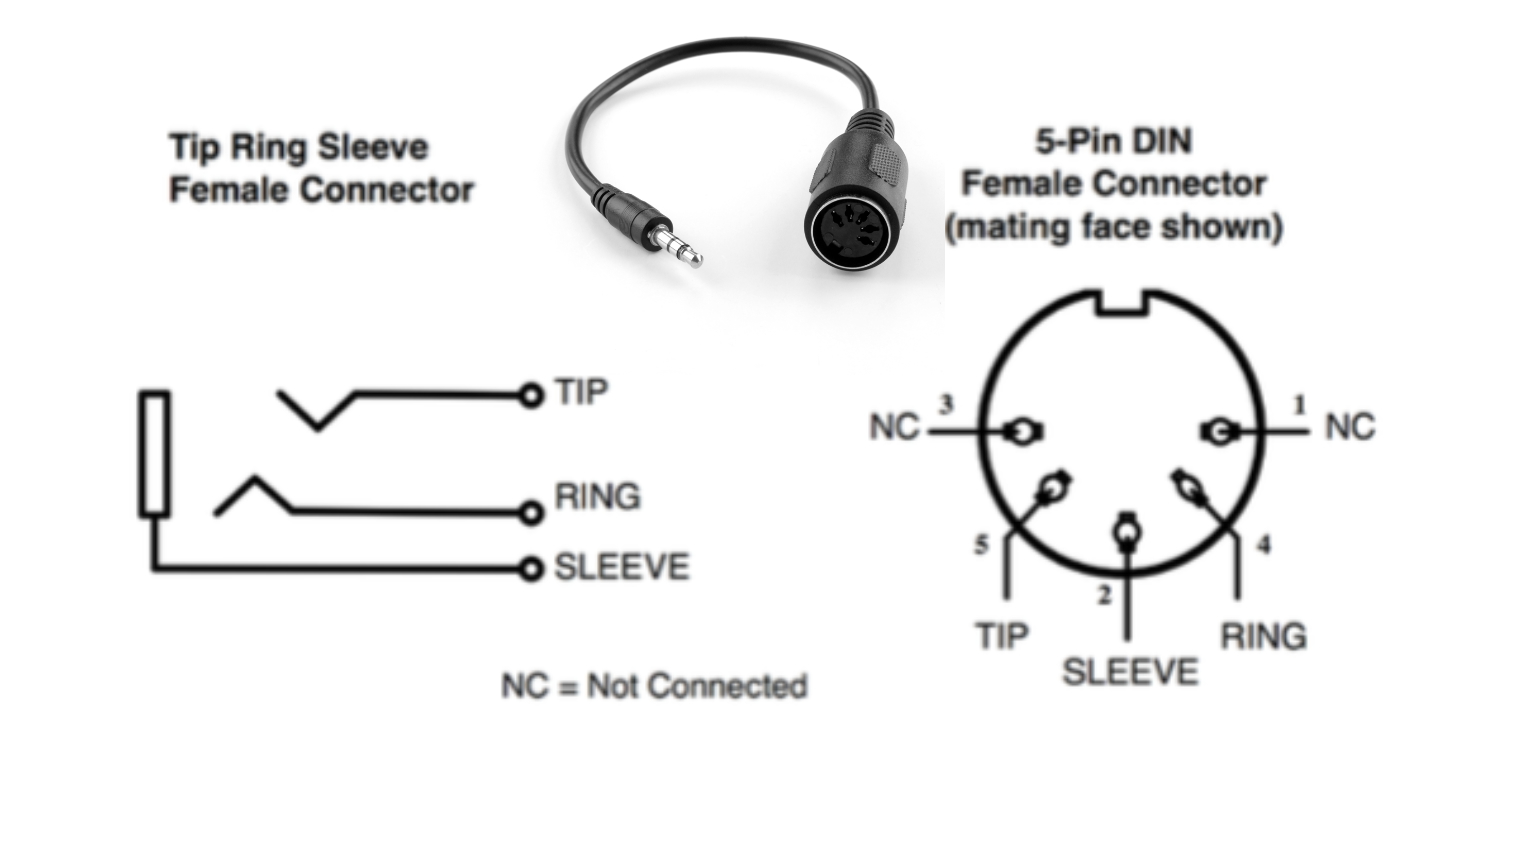 Tip Ring Sleeve
Female Connector
5-Pin DIN
Female Connector
(mating face shown)
TIP
RING
SLEEVE
NC 3
1 NC
5
4
2
TIP
RING
SLEEVE
NC = Not Connected